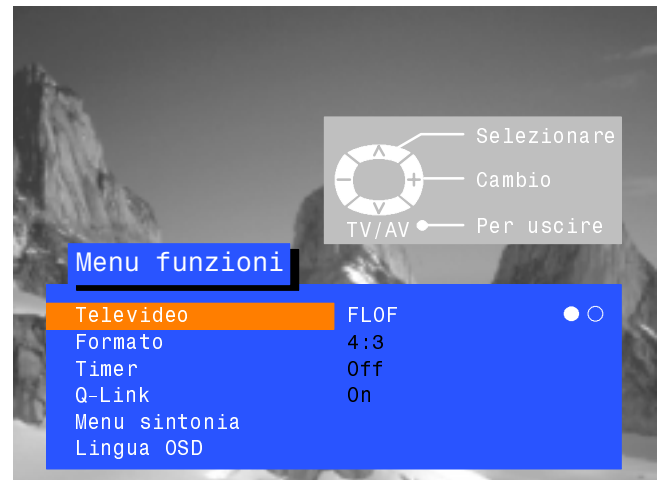 Selezionare
Cambio
TV/AV Per uscire
Menu funzioni
Televideo FLOF
Formato 4:3
Timer Off
Q-Link On
Menu sintonia
Lingua OSD